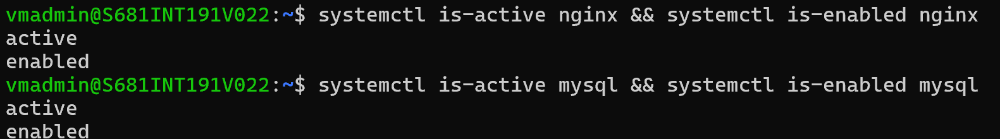 vmadmin@S681INT191V022:~$ systemctl is-active nginx && systemctl is-enabled nginx
active
enabled
vmadmin@S681INT191V022:~$ systemctl is-active mysql && systemctl is-enabled mysql
active
enabled